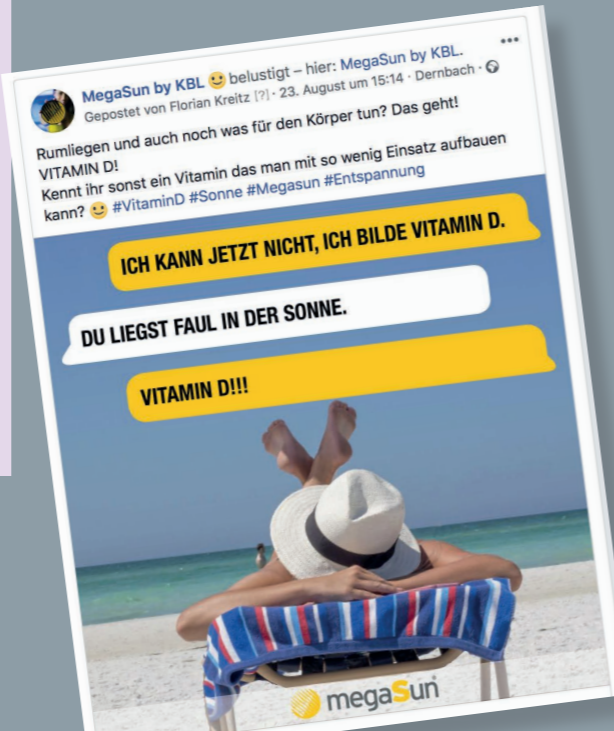 MegaSun by KBL 🙂 belustigt – hier: MegaSun by KBL.
Gepostet von Florian Kreitz [?] · 23. August um 15:14 · Dernbach ·
Rumliegen und auch noch was für den Körper tun? Das geht!
VITAMIN D!
Kennt ihr sonst ein Vitamin das man mit so wenig Einsatz aufbauen
kann? 🙂 #VitaminD #Sonne #Megasun #Entspannung
ICH KANN JETZT NICHT, ICH BILDE VITAMIN D.
DU LIEGST FAUL IN DER SONNE.
VITAMIN D!!!
megaSun